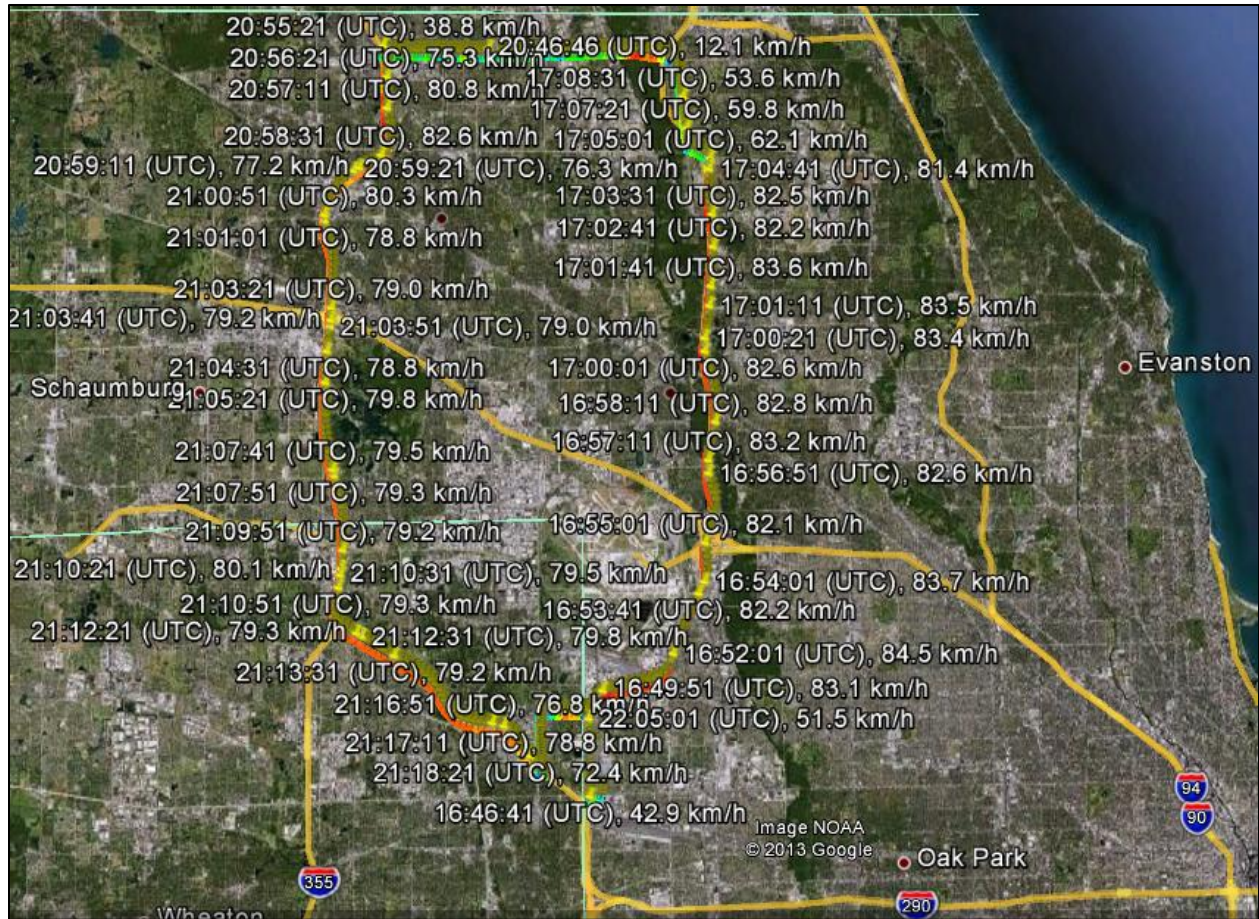 20:55:21 (UTC), 38.8 km/h
20:46:46 (UTC), 12.1 km/h
20:56:21 (UTC), 75.3 km/h
17:08:31 (UTC), 53.6 km/h
20:57:11 (UTC), 80.8 km/h
17:07:21 (UTC), 59.8 km/h
20:58:31 (UTC), 82.6 km/h
17:05:01 (UTC), 62.1 km/h
20:59:11 (UTC), 77.2 km/h
20:59:21 (UTC), 76.3 km/h
17:04:41 (UTC), 81.4 km/h
21:00:51 (UTC), 80.3 km/h
17:03:31 (UTC), 82.5 km/h
21:01:01 (UTC), 78.8 km/h
17:02:41 (UTC), 82.2 km/h
17:01:41 (UTC), 83.6 km/h
21:03:21 (UTC), 79.0 km/h
17:01:11 (UTC), 83.5 km/h
21:03:41 (UTC), 79.2 km/h
21:03:51 (UTC), 79.0 km/h
17:00:21 (UTC), 83.4 km/h
21:04:31 (UTC), 78.8 km/h
17:00:01 (UTC), 82.6 km/h
Evanston
Schaumburg
21:05:21 (UTC), 79.8 km/h
16:58:11 (UTC), 82.8 km/h
21:07:41 (UTC), 79.5 km/h
16:57:11 (UTC), 83.2 km/h
16:56:51 (UTC), 82.6 km/h
21:07:51 (UTC), 79.3 km/h
21:09:51 (UTC), 79.2 km/h
16:55:01 (UTC), 82.1 km/h
21:10:21 (UTC), 80.1 km/h
21:10:31 (UTC), 79.5 km/h
16:54:01 (UTC), 83.7 km/h
21:10:51 (UTC), 79.3 km/h
16:53:41 (UTC), 82.2 km/h
21:12:21 (UTC), 79.3 km/h
21:12:31 (UTC), 79.8 km/h
16:52:01 (UTC), 84.5 km/h
21:13:31 (UTC), 79.2 km/h
16:49:51 (UTC), 83.1 km/h
21:16:51 (UTC), 76.8 km/h
22:05:01 (UTC), 51.5 km/h
21:17:11 (UTC), 78.8 km/h
21:18:21 (UTC), 72.4 km/h
16:46:41 (UTC), 42.9 km/h
94
90
Image NOAA
© 2013 Google
Oak Park
355
290
Wheaton